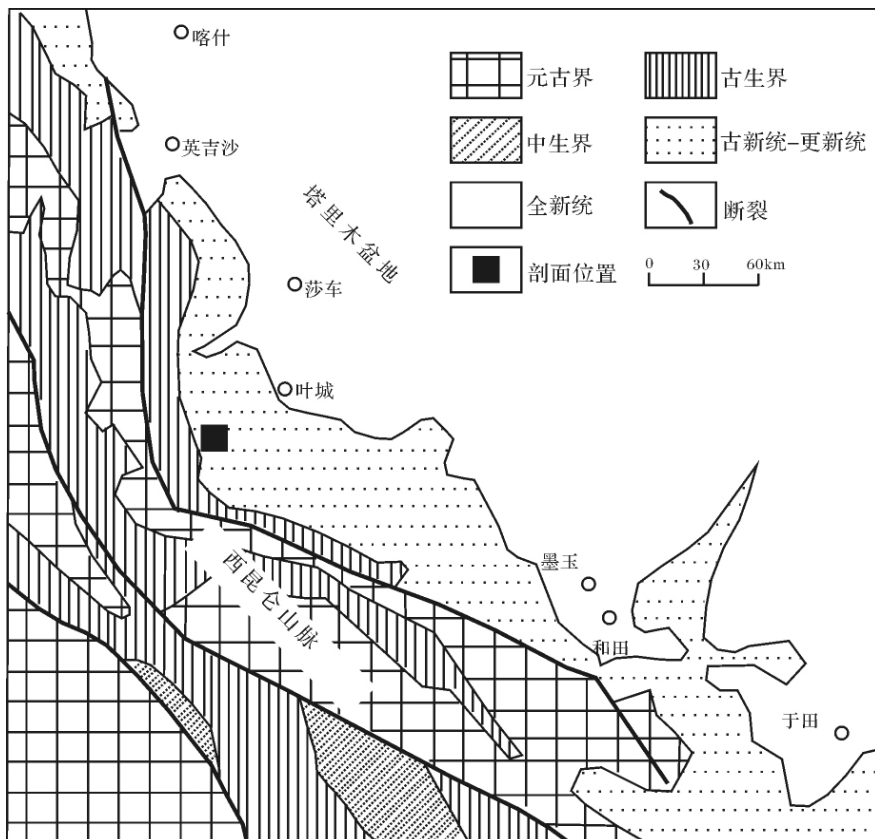 喀什
元古界
古生界
英吉沙
中生界
古新统-更新统
塔里木盆地
全新统
断裂
莎车
剖面位置
0 30 60km
叶城
墨玉
西昆仑山脉
和田
于田